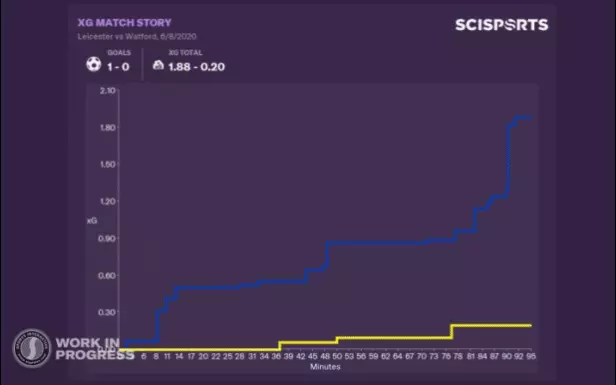 XG MATCH STORY
SCISPORTS
Leicester vs Watford, 6/8/2020
GOALS
1 - 0
XG TOTAL
1.88 - 0.20
2.10
1.80
1.50
1.20
xG
0.90
0.60
0.30
WORK IN
PROGRESS
3 6 8 11 13 17 20 22 25 28 31 34 36 39 42 45 48 50 53 56 59 62 64 67 70 73 76 78 81 84 87 90 92 95
Minutes